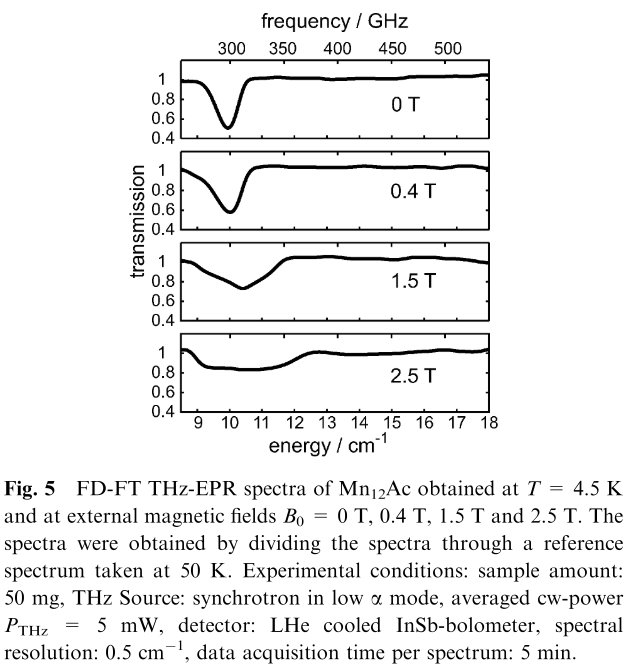 frequency / GHz
300 350 400 450 500
1
0.8
0.6
0.4
0 T
1
0.8
0.6
0.4
0.4 T
transmission
1
0.8
0.6
0.4
1.5 T
1
0.8
0.6
0.4
2.5 T
9 10 11 12 13 14 15 16 17 18
energy / cm⁻¹
Fig. 5 FD-FT THz-EPR spectra of Mn₁₂Ac obtained at T = 4.5 K
and at external magnetic fields B₀ = 0 T, 0.4 T, 1.5 T and 2.5 T. The
spectra were obtained by dividing the spectra through a reference
spectrum taken at 50 K. Experimental conditions: sample amount:
50 mg, THz Source: synchrotron in low α mode, averaged cw-power
P_THz = 5 mW, detector: LHe cooled InSb-bolometer, spectral
resolution: 0.5 cm⁻¹, data acquisition time per spectrum: 5 min.